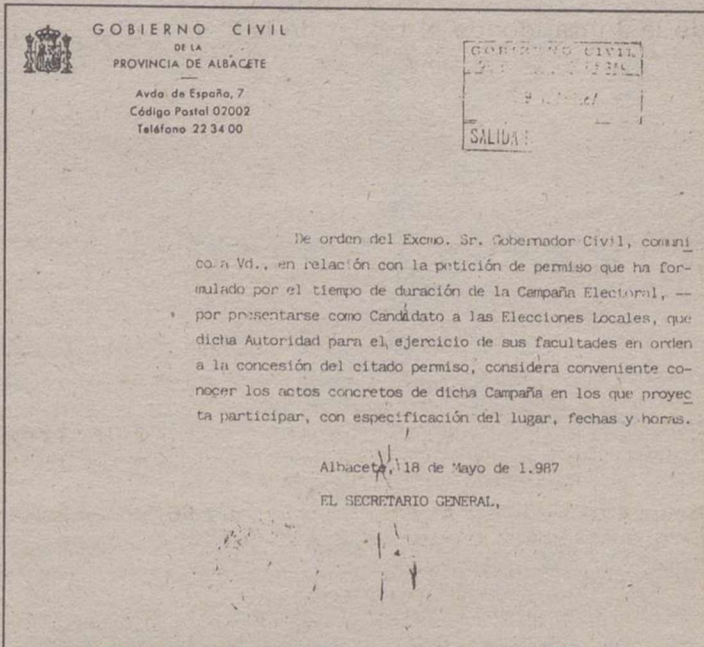 GOBIERNO CIVIL
DE LA
PROVINCIA DE ALBACETE
Avda. de España, 7
Código Postal 02002
Teléfono 22 34 00
GOBIERNO CIVIL
SALIDA
De orden del Excmo. Sr. Gobernador Civil, comuni
co a Vd., en relación con la petición de permiso que ha for-
mulado por el tiempo de duración de la Campaña Electoral, —
por presentarse como Candidato a las Elecciones Locales, que
dicha Autoridad para el ejercicio de sus facultades en orden
a la concesión del citado permiso, considera conveniente co-
nocer los actos concretos de dicha Campaña en los que proyec
ta participar, con especificación del lugar, fechas y horas.
Albacete, 18 de Mayo de 1.987
EL SECRETARIO GENERAL,